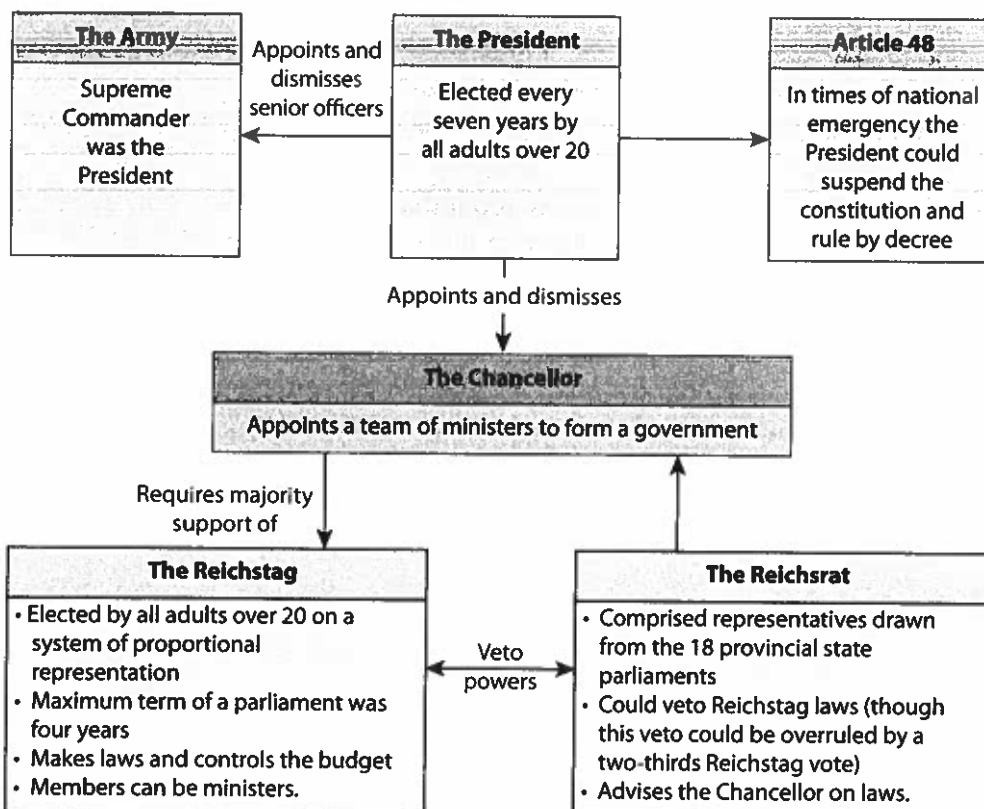 The Army
Supreme
Commander
was the
President
Appoints and
dismisses
senior officers
The President
Elected every
seven years by
all adults over 20
Article 48
In times of national
emergency the
President could
suspend the
constitution and
rule by decree
Appoints and dismisses
The Chancellor
Appoints a team of ministers to form a government
Requires majority
support of
The Reichstag
• Elected by all adults over 20 on a
system of proportional
representation
• Maximum term of a parliament was
four years
• Makes laws and controls the budget
• Members can be ministers.
Veto
powers
The Reichsrat
• Comprised representatives drawn
from the 18 provincial state
parliaments
• Could veto Reichstag laws (though
this veto could be overruled by a
two-thirds Reichstag vote)
• Advises the Chancellor on laws.